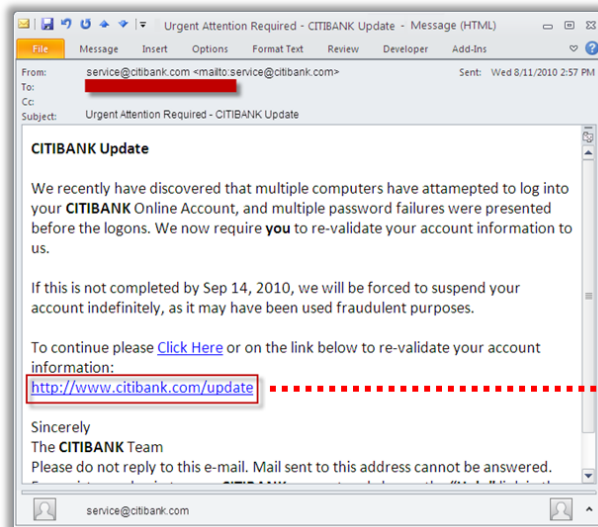 Urgent Attention Required - CITIBANK Update - Message (HTML)
File Message Insert Options Format Text Review Developer Add-Ins
From: service@citibank.com <mailto:service@citibank.com> Sent: Wed 8/11/2010 2:57 PM
To:
Cc:
Subject: Urgent Attention Required - CITIBANK Update
CITIBANK Update
We recently have discovered that multiple computers have attamepted to log into
your CITIBANK Online Account, and multiple password failures were presented
before the logons. We now require you to re-validate your account information to
us.
If this is not completed by Sep 14, 2010, we will be forced to suspend your
account indefinitely, as it may have been used fraudulent purposes.
To continue please Click Here or on the link below to re-validate your account
information:
http://www.citibank.com/update
Sincerely
The CITIBANK Team
Please do not reply to this e-mail. Mail sent to this address cannot be answered.
service@citibank.com